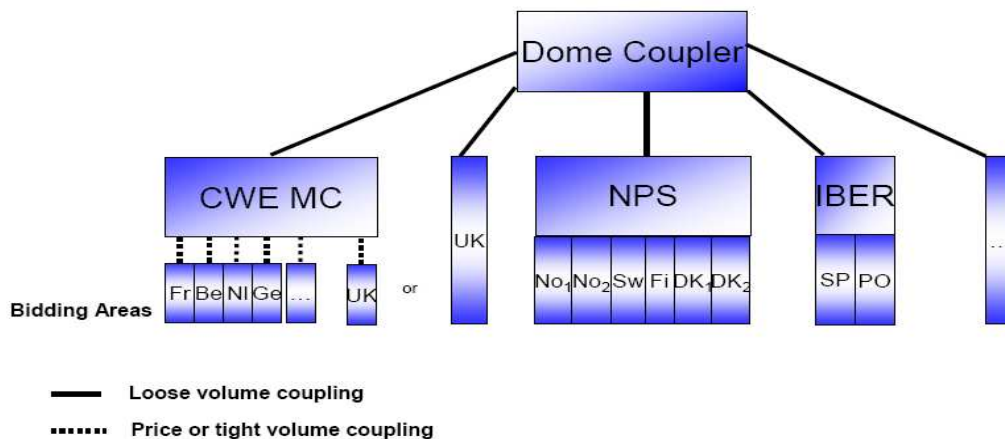 Dome Coupler
CWE MC
UK
NPS
IBER
...
Fr Be Nl Ge ... UK
or
No₁ No₂ Sw Fi DK₁ DK₂
SP PO
Bidding Areas
Loose volume coupling
Price or tight volume coupling